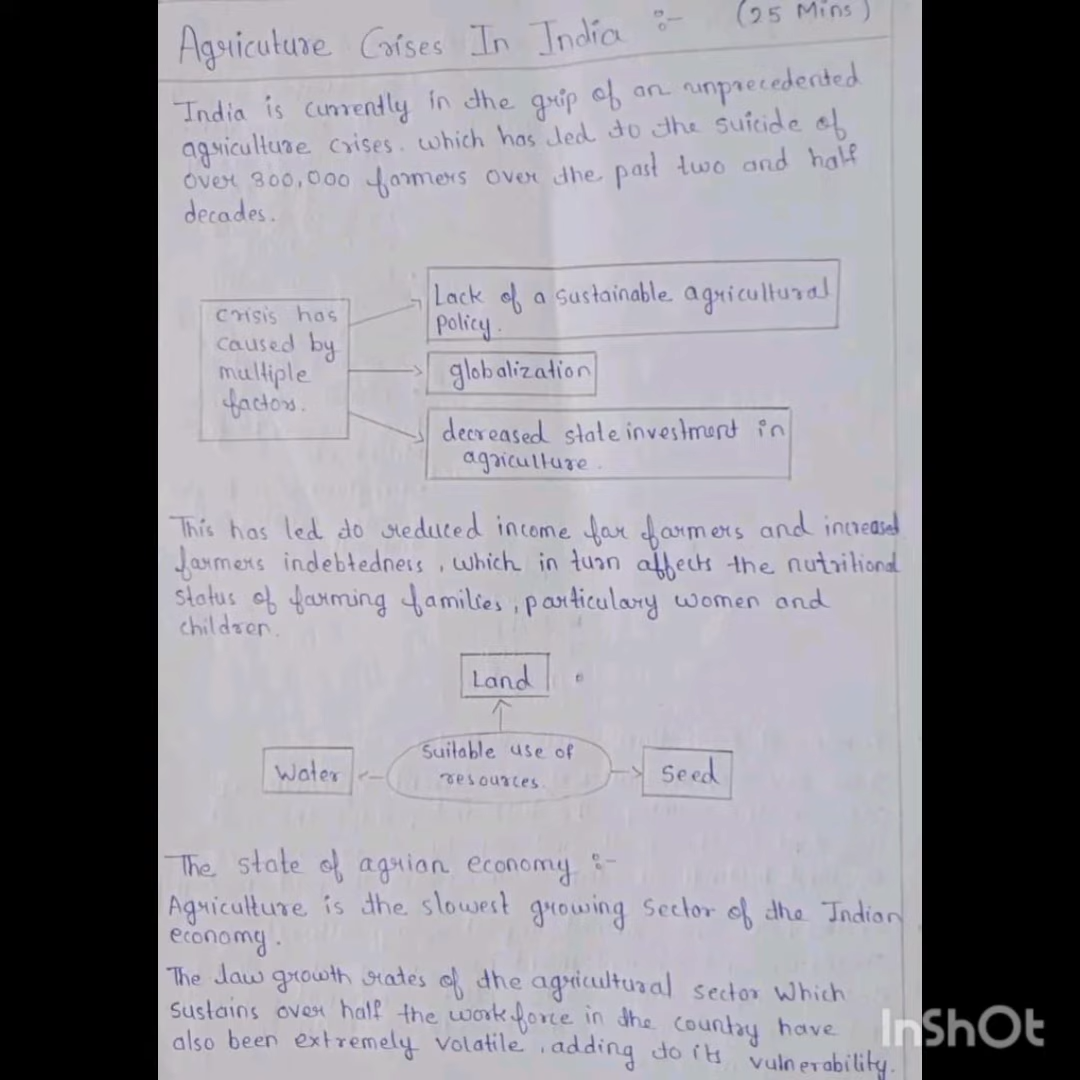 Agricuture Crises In India :- (25 Mins)
India is currently in the grip of an unprecedented
agriculture crises. which has led to the suicide of
over 300,000 farmers over the past two and half
decades.
crisis has
caused by
multiple
factors.
Lack of a sustainable agricultural
policy.
globalization
decreased state investment in
agriculture.
This has led to reduced income for farmers and increased
farmers indebtedness, which in turn affects the nutritional
status of farming families, particulary women and
children.
Land
Water
Suitable use of
resources.
Seed
The state of agrian economy :-
Agriculture is the slowest growing sector of the Indian
economy.
The law growth rates of the agricultural sector which
sustains over half the workforce in the country have
also been extremely volatile, adding to its vulnerability.
InShOt